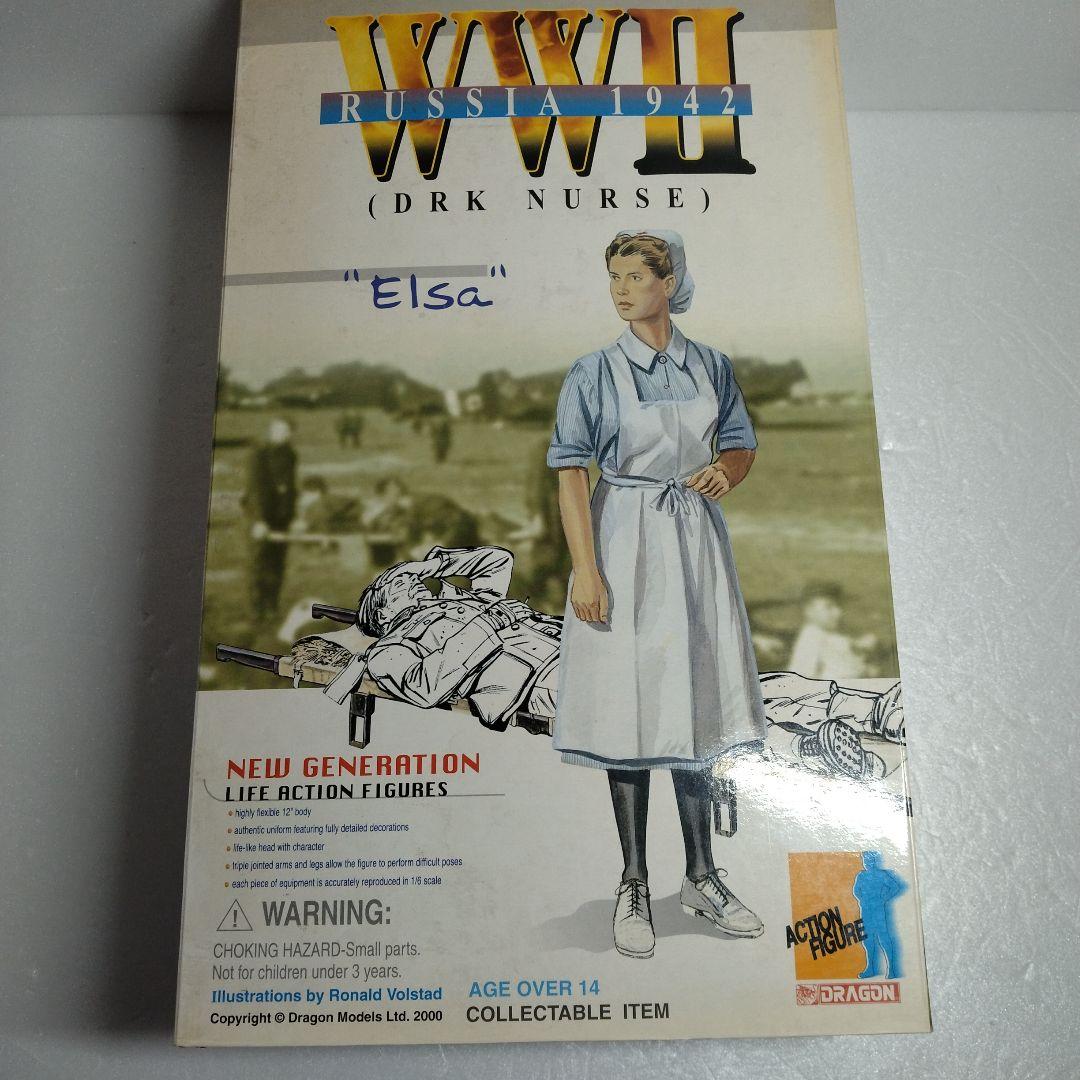 WWII
RUSSIA 1942
(DRK NURSE)
"Elsa"
NEW GENERATION
LIFE ACTION FIGURES
• highly flexible 12" body
• authentic uniform featuring fully detailed decorations
• life-like head with character
• triple jointed arms and legs allow the figure to perform difficult poses
• each piece of equipment is accurately reproduced in 1/6 scale
WARNING:
CHOKING HAZARD-Small parts.
Not for children under 3 years.
Illustrations by Ronald Volstad
Copyright © Dragon Models Ltd. 2000
AGE OVER 14
COLLECTABLE ITEM
ACTION
FIGURE
DRAGON